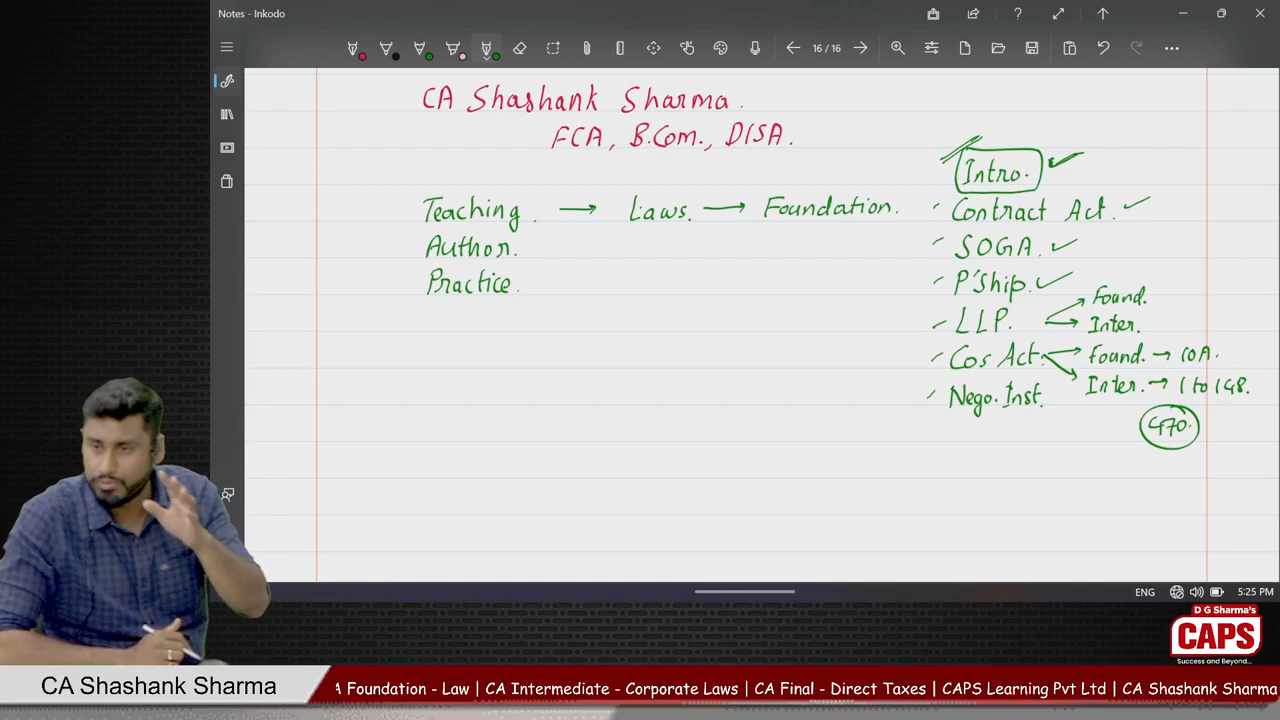 Notes - Inkodo
16 / 16
CA Shashank Sharma.
FCA, B.Com., DISA.
Teaching. → Laws. → Foundation.
Author.
Practice.
Intro.
Contract Act.
SOGA.
P'Ship.
LLP. Found.
Inter.
Cos Act. Found. → COA.
Inter. → 1 to 148.
Nego. Inst.
470.
ENG 5:25 PM
D G Sharma's
CAPS
Success and Beyond...
CA Shashank Sharma
A Foundation - Law | CA Intermediate - Corporate Laws | CA Final - Direct Taxes | CAPS Learning Pvt Ltd | CA Shashank Sharma